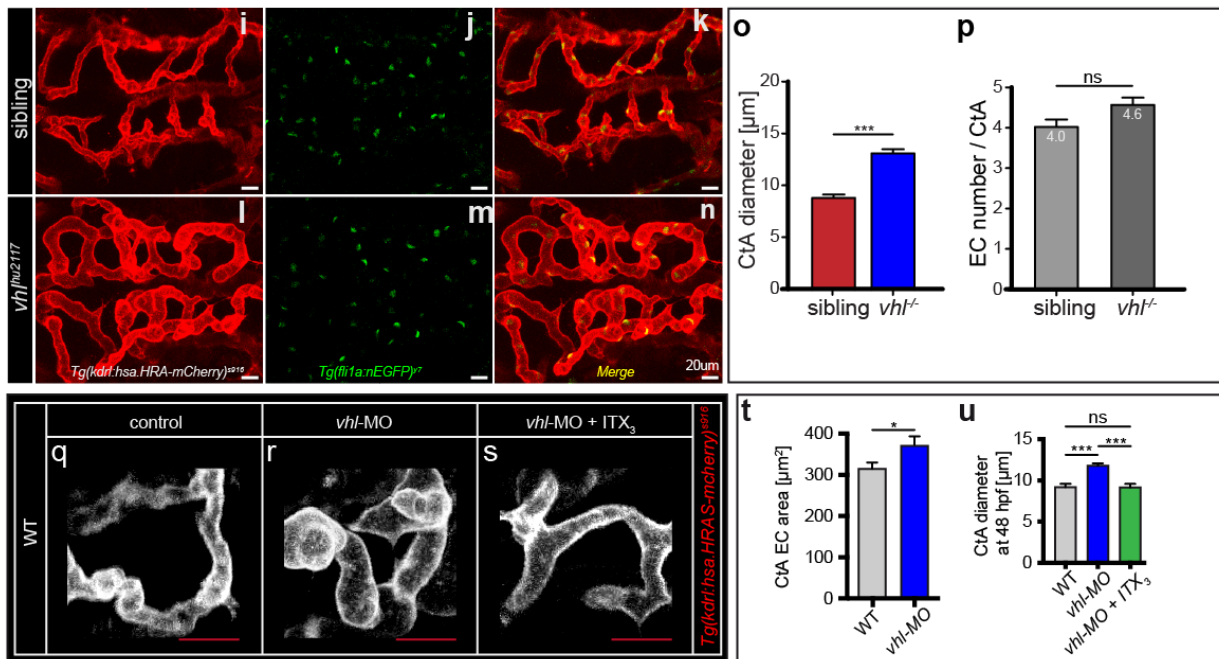 i
j
k
sibling
l
m
n
vhl^hu2117
Tg(kdrl:hsa.HRA-mCherry)^s916
Tg(fli1a:nEGFP)^y7
Merge
20um
o
p
CtA diameter [µm]
20
15
10
5
0
***
sibling
vhl-/-
EC number / CtA
5
4
3
2
1
0
ns
4.0
4.6
sibling
vhl-/-
control
vhl-MO
vhl-MO + ITX₃
WT
q
r
s
Tg(kdrl:hsa.HRAS-mcherry)^s916
t
u
CtA EC area [µm²]
400
300
200
100
0
*
WT
vhl-MO
CtA diameter
at 48 hpf [µm]
15
10
5
0
ns
***
***
WT
vhl-MO
vhl-MO + ITX₃